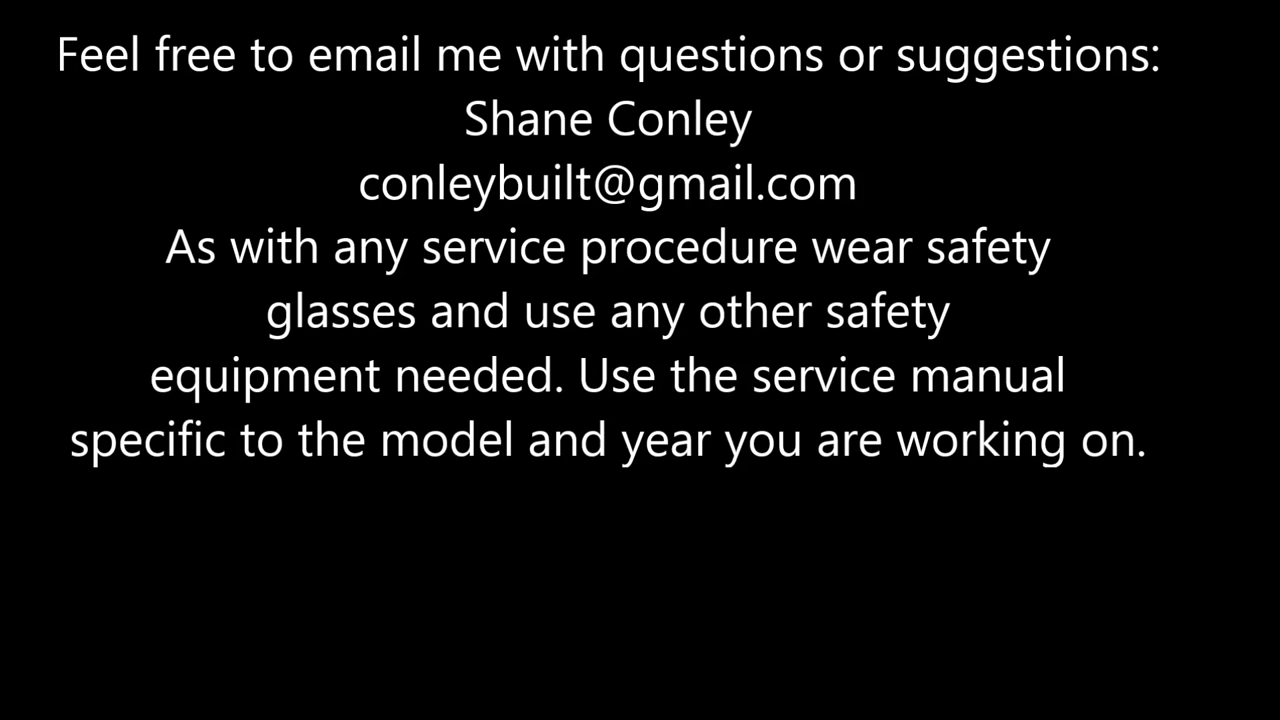 Feel free to email me with questions or suggestions:
Shane Conley
conleybuilt@gmail.com
As with any service procedure wear safety
glasses and use any other safety
equipment needed. Use the service manual
specific to the model and year you are working on.